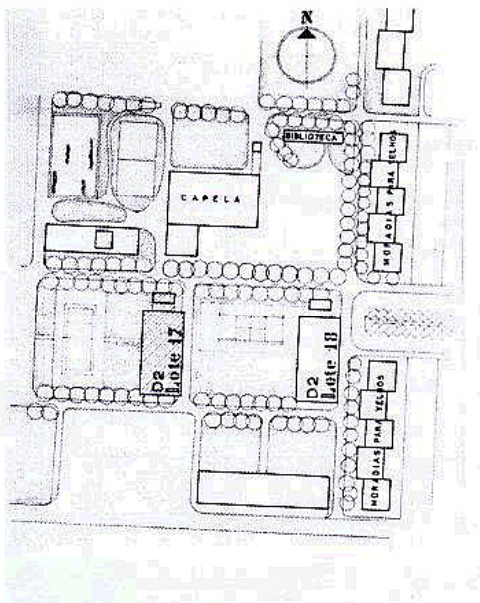 N
BIBLIOTECA
CAPELA
MORADIAS PARA VELHOS
D2
Lote 17
D2
Lote 18
MORADIAS PARA VELHOS